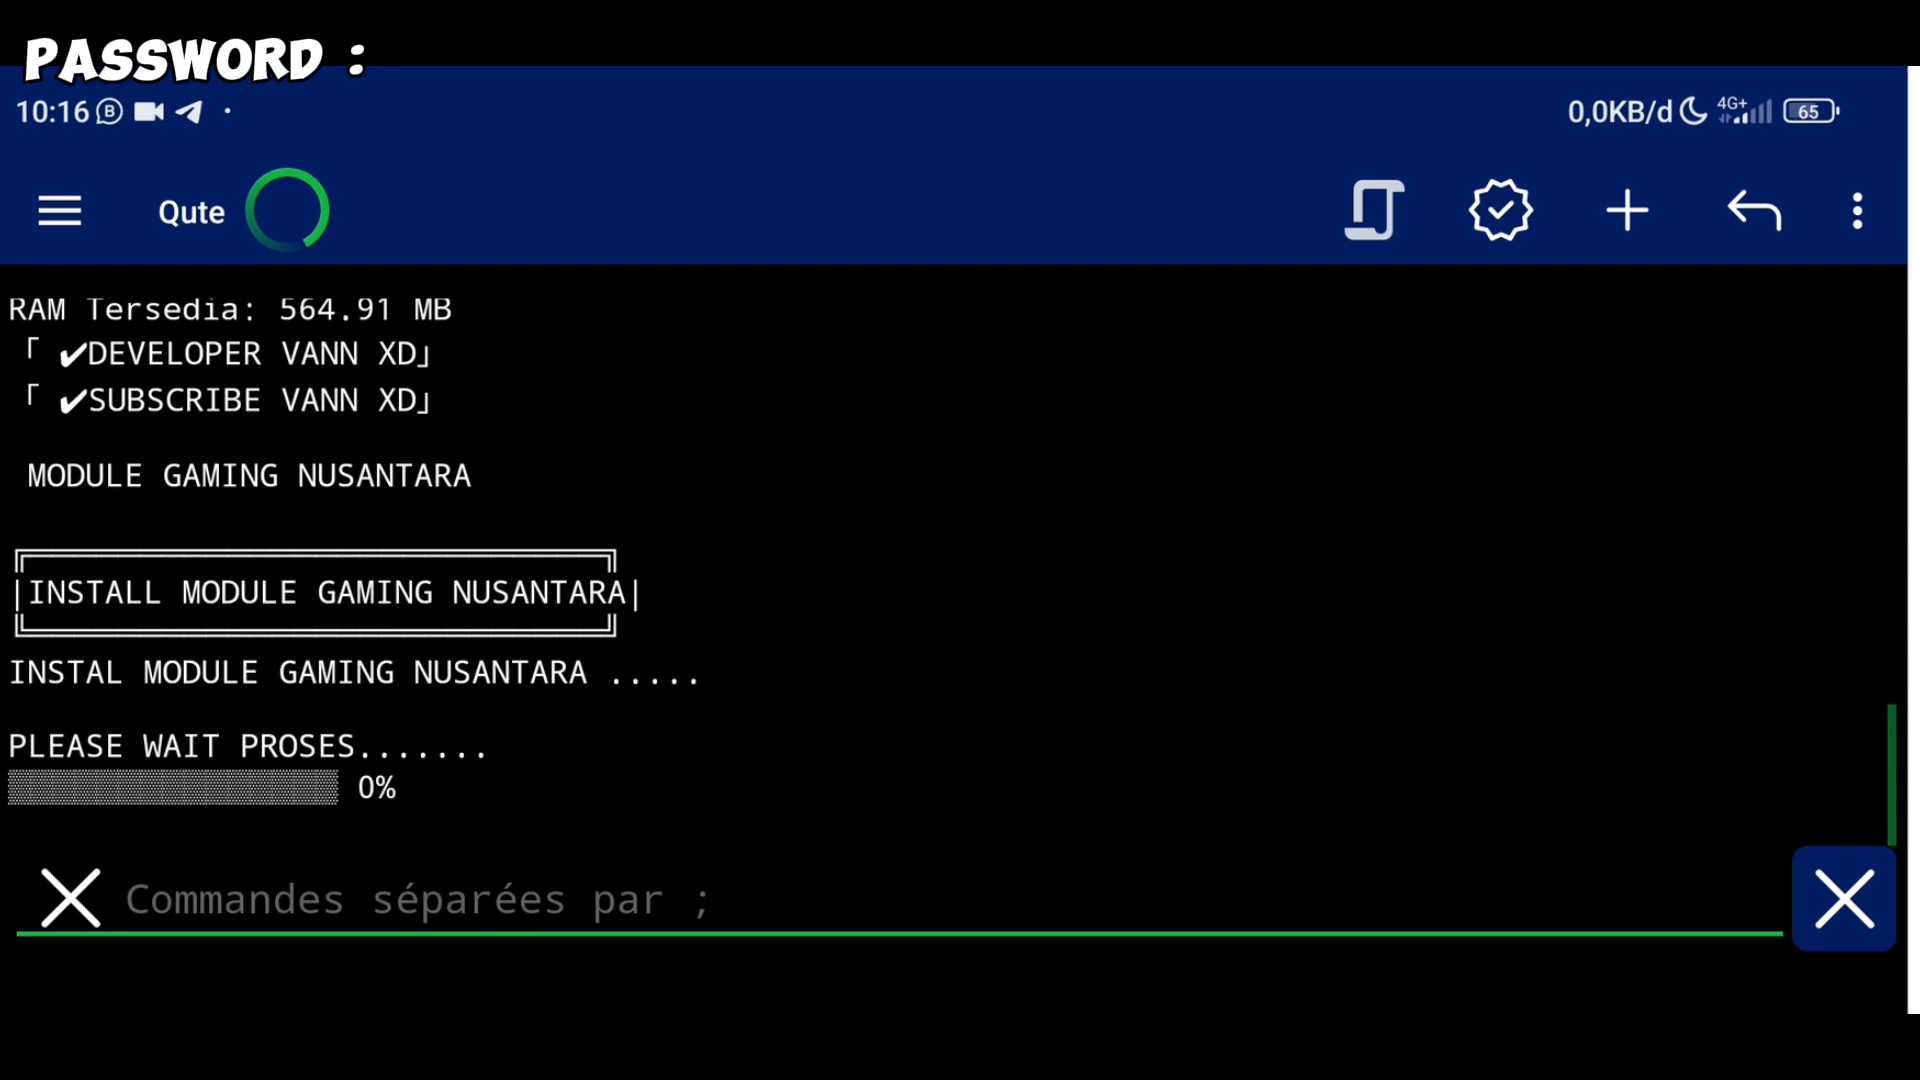 PASSWORD :
10:16 0,0KB/d 4G+ 65
Qute
RAM Tersedia: 564.91 MB
「 ✔DEVELOPER VANN XD」
「 ✔SUBSCRIBE VANN XD」
MODULE GAMING NUSANTARA
|INSTALL MODULE GAMING NUSANTARA|
INSTAL MODULE GAMING NUSANTARA .....
PLEASE WAIT PROSES.......
0%
Commandes séparées par ;